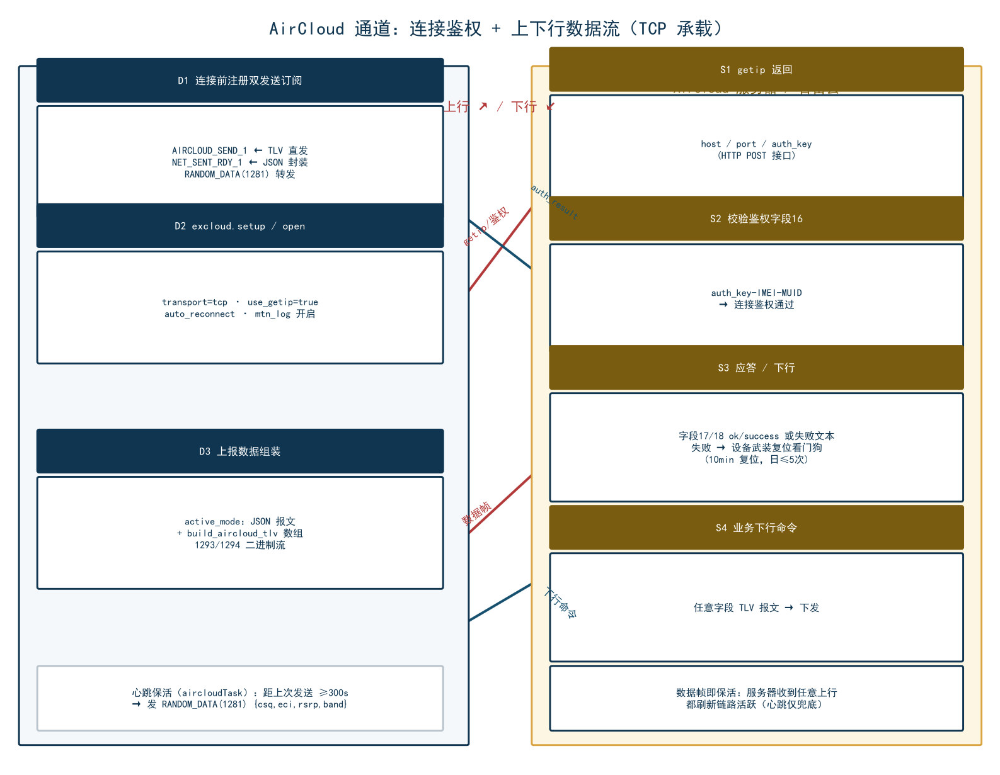 AirCloud 通道：连接鉴权 + 上下行数据流（TCP 承载）
D1 连接前注册双发送订阅
AIRCLOUD_SEND_1 ← TLV 直发
NET_SENT_RDY_1 ← JSON 封装
RANDOM_DATA(1281) 转发
D2 excloud.setup / open
transport=tcp · use_getip=true
auto_reconnect · mtn_log 开启
D3 上报数据组装
active_mode：JSON 报文
+ build_aircloud_tlv 数组
1293/1294 二进制流
心跳保活（aircloudTask）：距上次发送 ≥300s
→ 发 RANDOM_DATA(1281) {csq,eci,rsrp,band}
上行 ↗ / 下行 ↙
getip/鉴权
auth_result
数据帧
下行命令
S1 getip 返回
host / port / auth_key
(HTTP POST 接口)
S2 校验鉴权字段16
auth_key-IMEI-MUID
→ 连接鉴权通过
S3 应答 / 下行
字段17/18 ok/success 或失败文本
失败 → 设备武装复位看门狗
(10min 复位，日≤5次)
S4 业务下行命令
任意字段 TLV 报文 → 下发
数据帧即保活：服务器收到任意上行
都刷新链路活跃（心跳仅兜底）